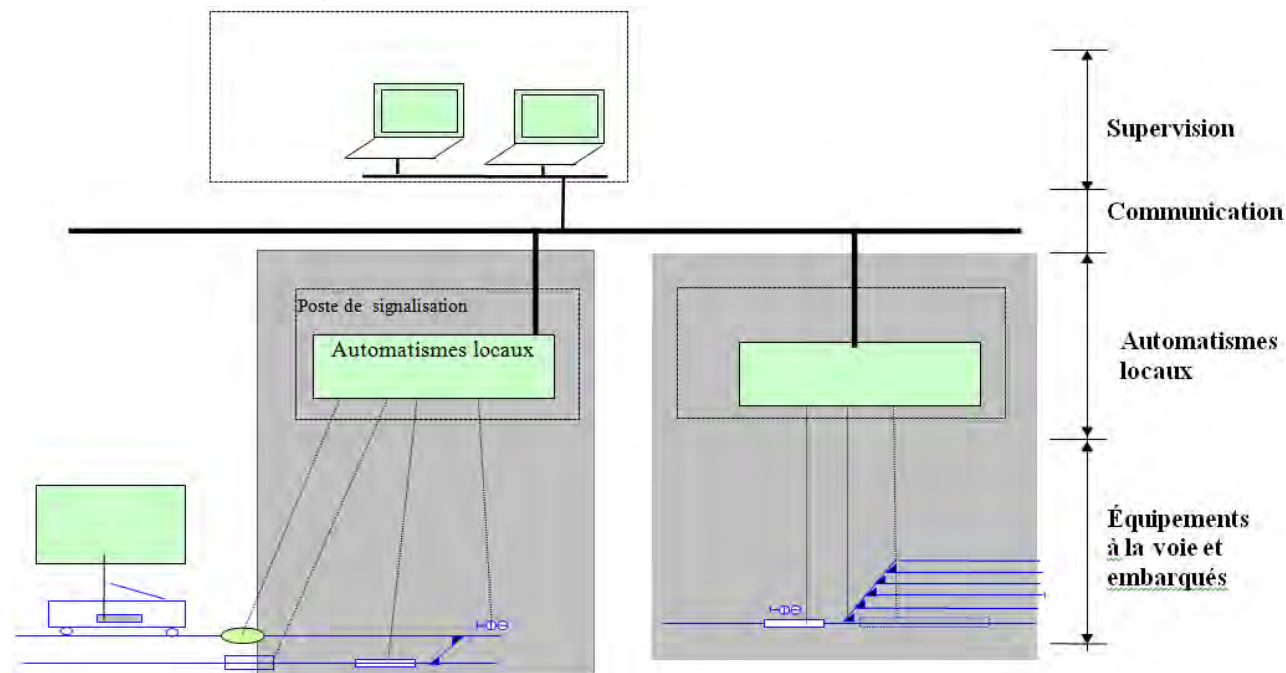 Supervision
Communication
Poste de signalisation
Automatismes locaux
Automatismes
locaux
Équipements
à la voie et
embarqués